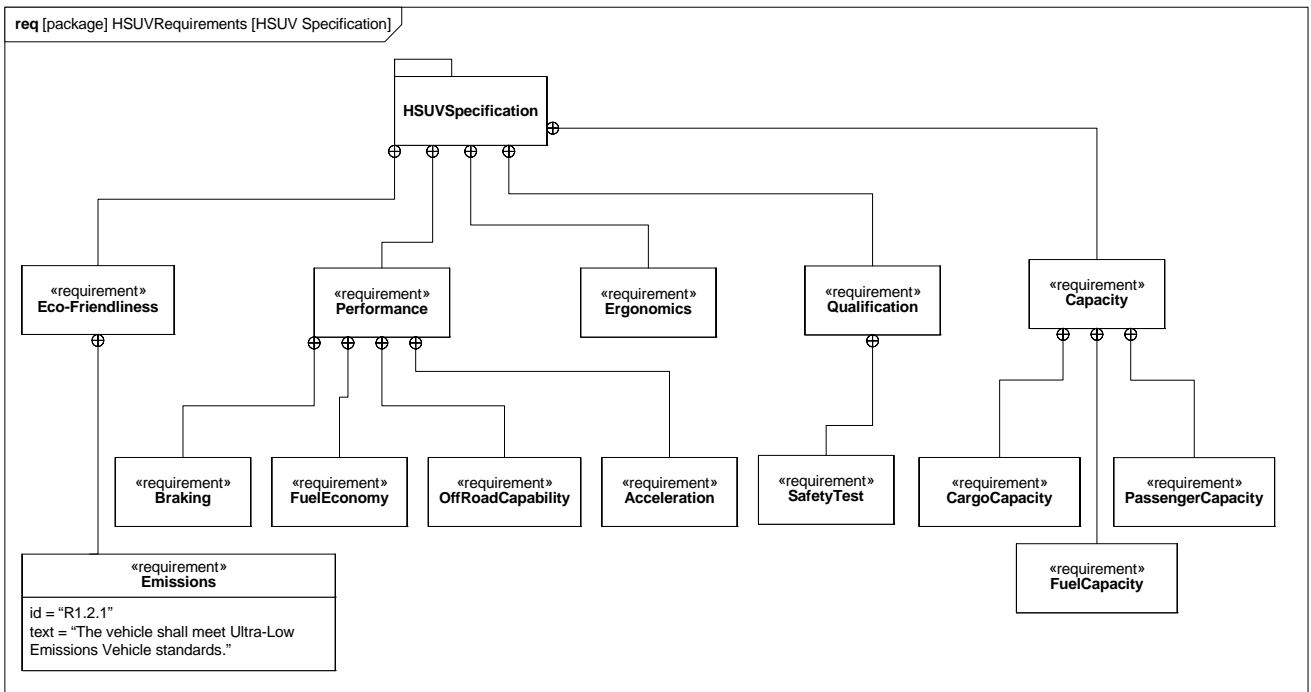 req [package] HSUVRequirements [HSUV Specification]
HSUVSpecification
«requirement»
Eco-Friendliness
«requirement»
Performance
«requirement»
Ergonomics
«requirement»
Qualification
«requirement»
Capacity
«requirement»
Braking
«requirement»
FuelEconomy
«requirement»
OffRoadCapability
«requirement»
Acceleration
«requirement»
SafetyTest
«requirement»
CargoCapacity
«requirement»
PassengerCapacity
«requirement»
FuelCapacity
«requirement»
Emissions
id = “R1.2.1”
text = “The vehicle shall meet Ultra-Low
Emissions Vehicle standards.”